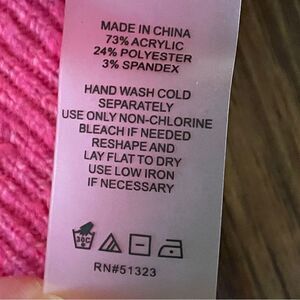 MADE IN CHINA
73% ACRYLIC
24% POLYESTER
3% SPANDEX
HAND WASH COLD
SEPARATELY
USE ONLY NON-CHLORINE
BLEACH IF NEEDED
RESHAPE AND
LAY FLAT TO DRY
USE LOW IRON
IF NECESSARY
30C
RN#51323